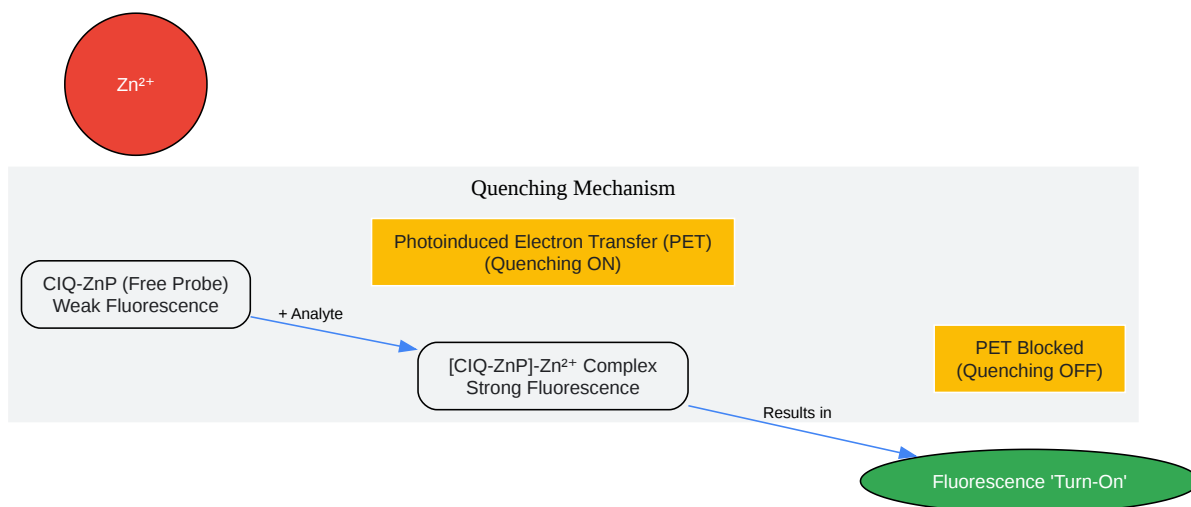 Zn²⁺
Quenching Mechanism
Photoinduced Electron Transfer (PET)
(Quenching ON)
CIQ-ZnP (Free Probe)
Weak Fluorescence
+ Analyte
[CIQ-ZnP]-Zn²⁺ Complex
Strong Fluorescence
PET Blocked
(Quenching OFF)
Results in
Fluorescence 'Turn-On'